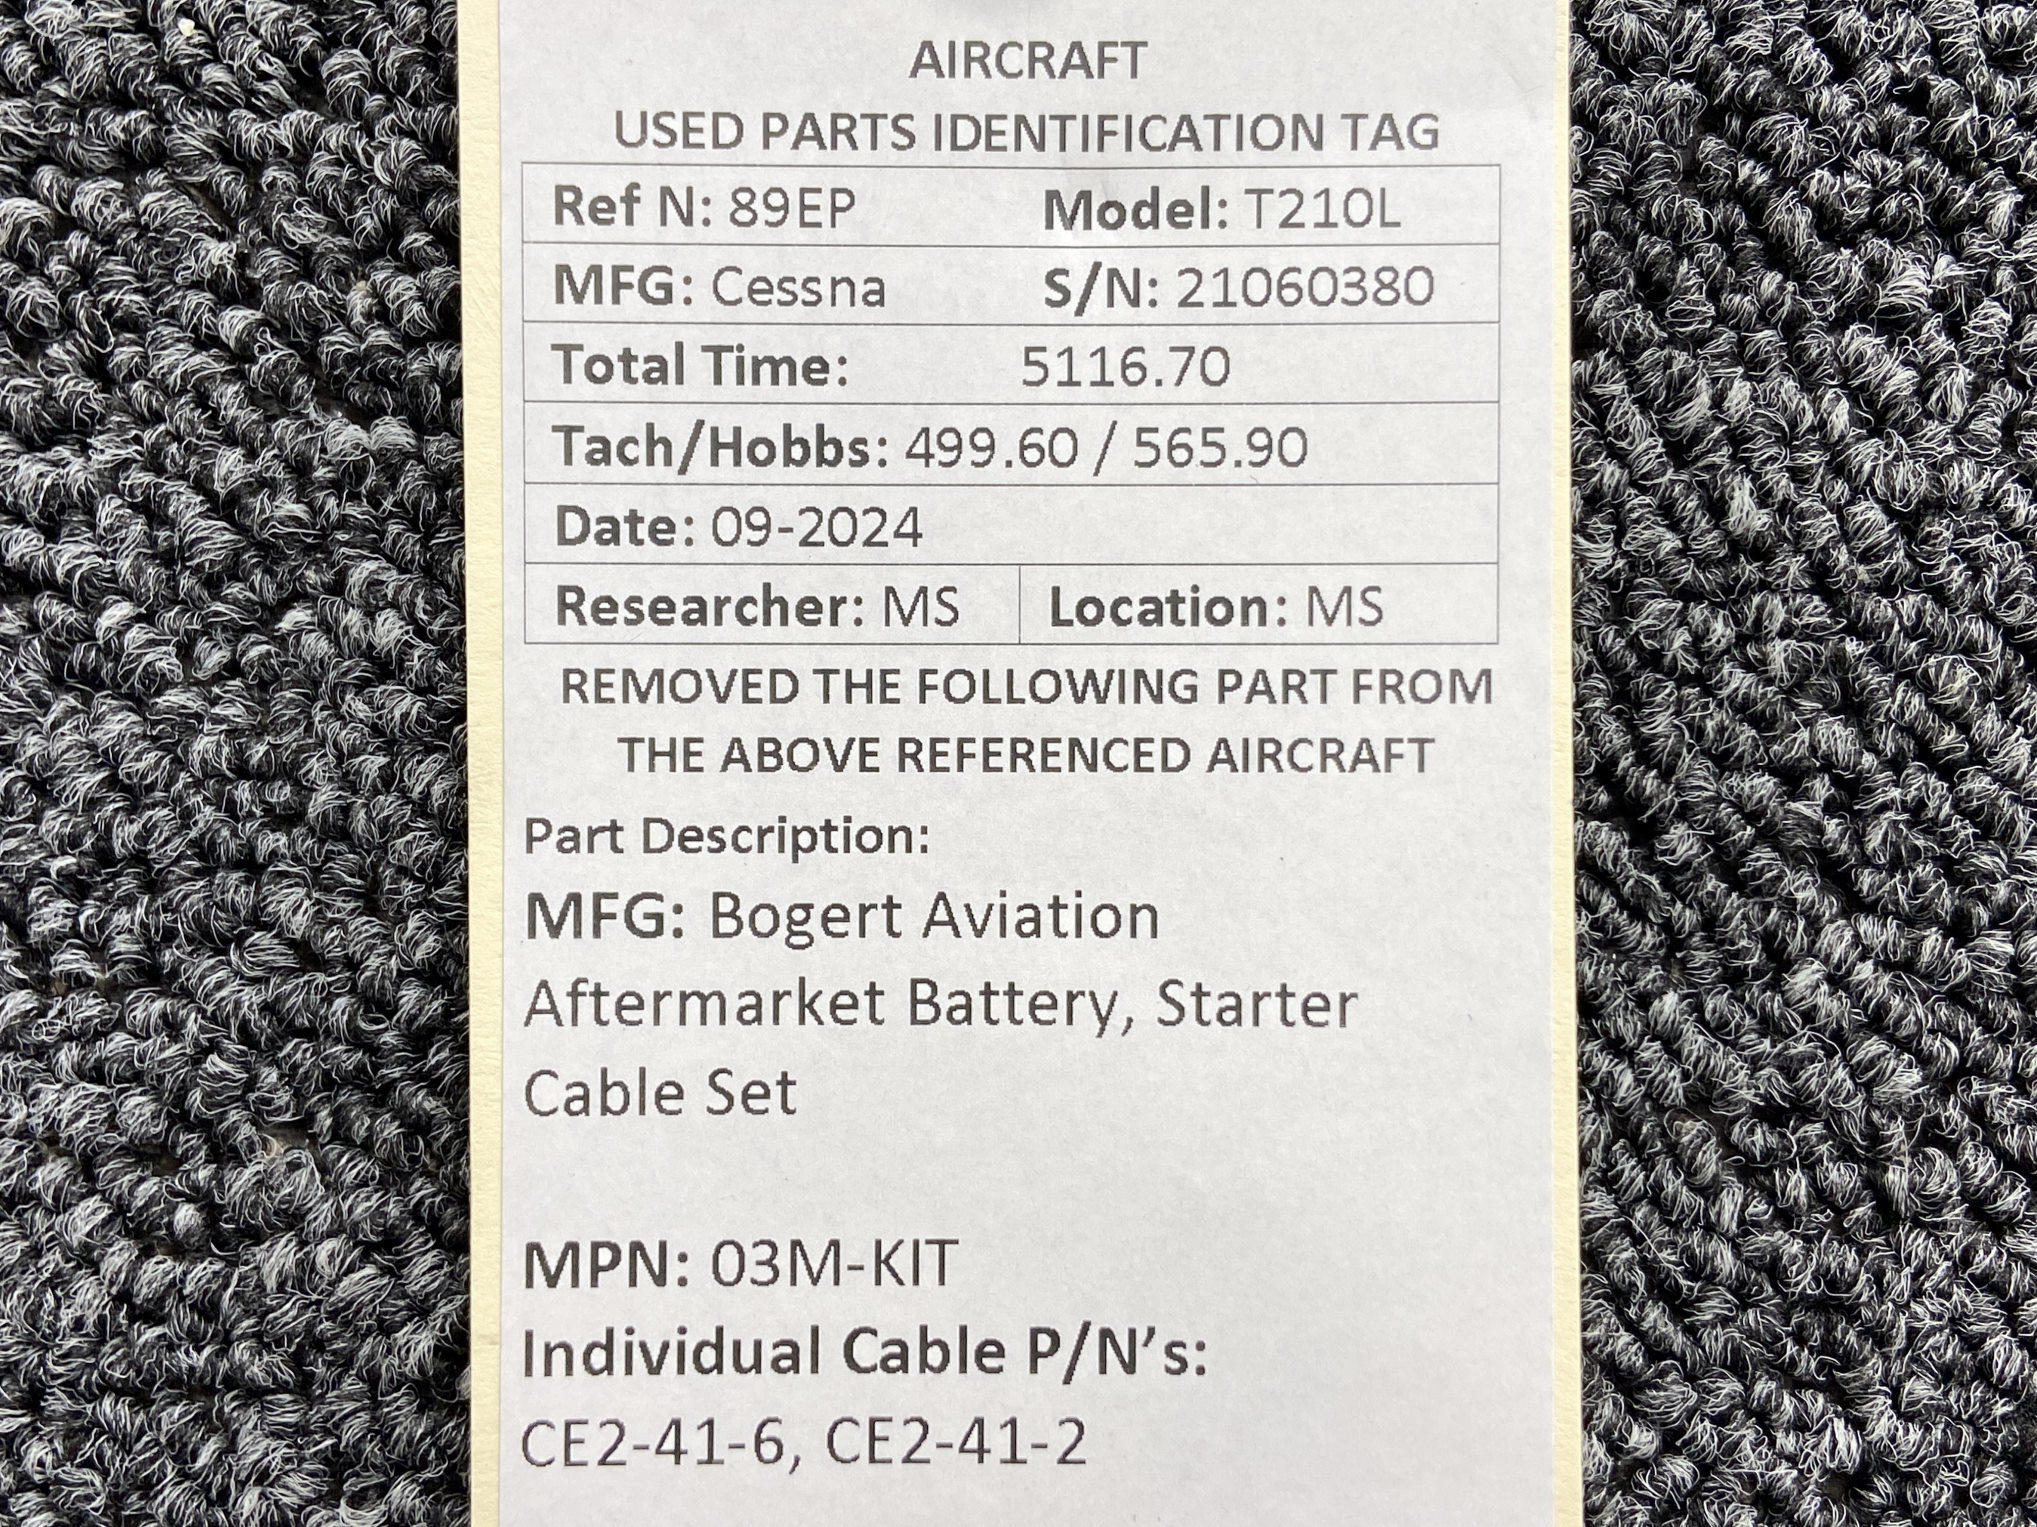 AIRCRAFT
USED PARTS IDENTIFICATION TAG
Ref N: 89EP Model: T210L
MFG: Cessna S/N: 21060380
Total Time: 5116.70
Tach/Hobbs: 499.60 / 565.90
Date: 09-2024
Researcher: MS Location: MS
REMOVED THE FOLLOWING PART FROM
THE ABOVE REFERENCED AIRCRAFT
Part Description:
MFG: Bogert Aviation
Aftermarket Battery, Starter
Cable Set
MPN: 03M-KIT
Individual Cable P/N’s:
CE2-41-6, CE2-41-2